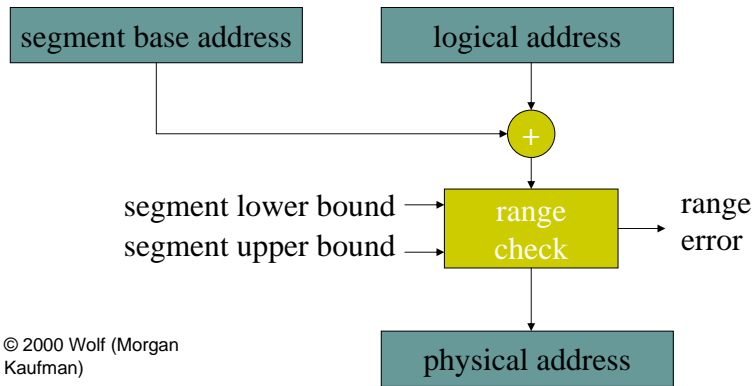 segment base address
logical address
+
segment lower bound
segment upper bound
range
check
range
error
© 2000 Wolf (Morgan
Kaufman)
physical address